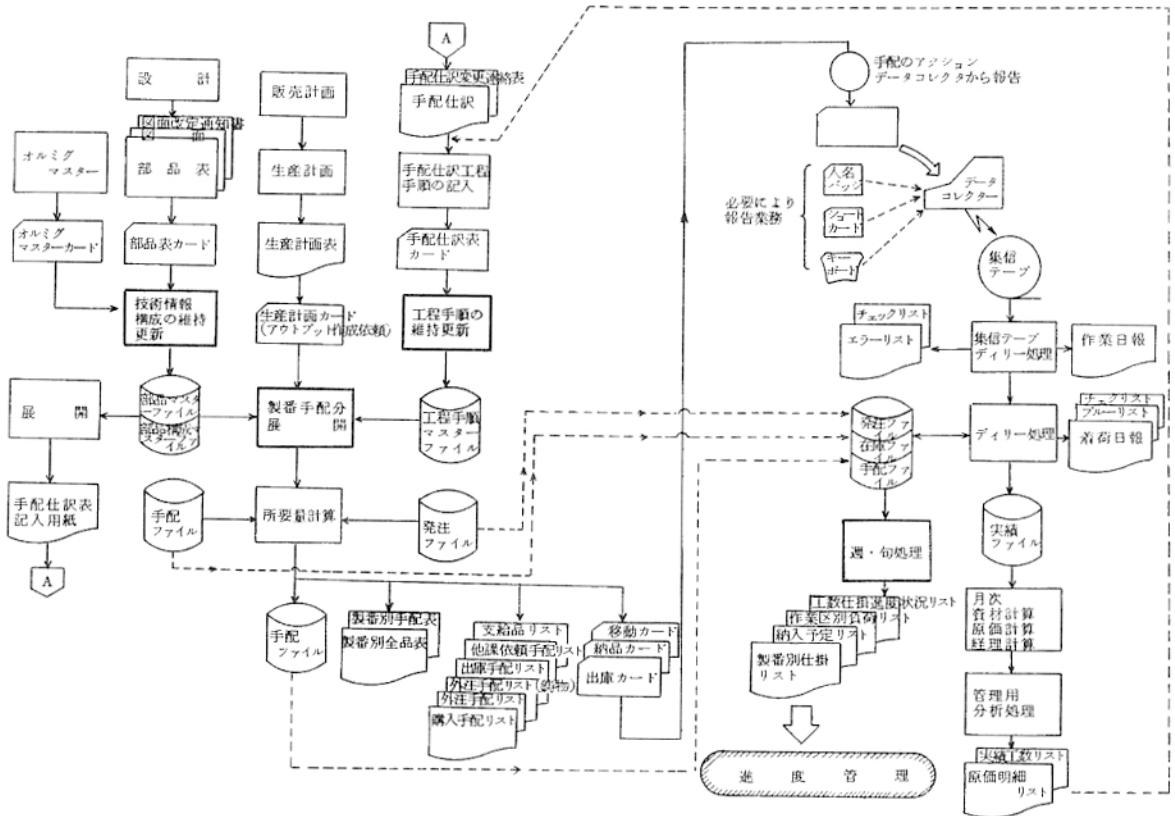 A
手配仕訳変更連絡表
手配仕訳
設計
図面改定通知書
図面
部品表
販売計画
オルミグ
マスター
生産計画
手配仕訳工程
手順の記入
オルミグ
マスターカード
部品表カード
生産計画表
手配仕訳表
カード
技術情報
構成の維持
更新
生産計画カード
(アウトプット作成依頼)
工程手順の
維持更新
展開
部品マスタ
ーファイル
部品構成マ
スターファイル
製番手配分
展開
工程手順
マスター
ファイル
手配仕訳表
記入用紙
手配
ファイル
所要量計算
発注
ファイル
A
手配
ファイル
製番別手配表
製番別全品表
支給品リスト
他課依頼手配リスト
出庫手配リスト
外注手配リスト(鋳物)
外注手配リスト
購入手配リスト
移動カード
納品カード
出庫カード
手配のアクション
データコレクタから報告
必要により
報告業務
人名
バッジ
ショート
カード
キー
ボート
データ
コレクター
集信
テープ
チェックリスト
エラーリスト
集信テープ
ディリー処理
作業日報
発注ファ
イル
在庫ファ
イル
手配ファ
イル
ディリー処理
チェクリスト
ブルーリスト
着荷日報
週・旬処理
実績
ファイル
工数仕掛進度状況リスト
作業区別負荷リスト
納入予定リスト
製番別仕掛
リスト
月次
資材計算
原価計算
経理計算
管理用
分析処理
進度管理
実績工数リスト
原価明細
リスト